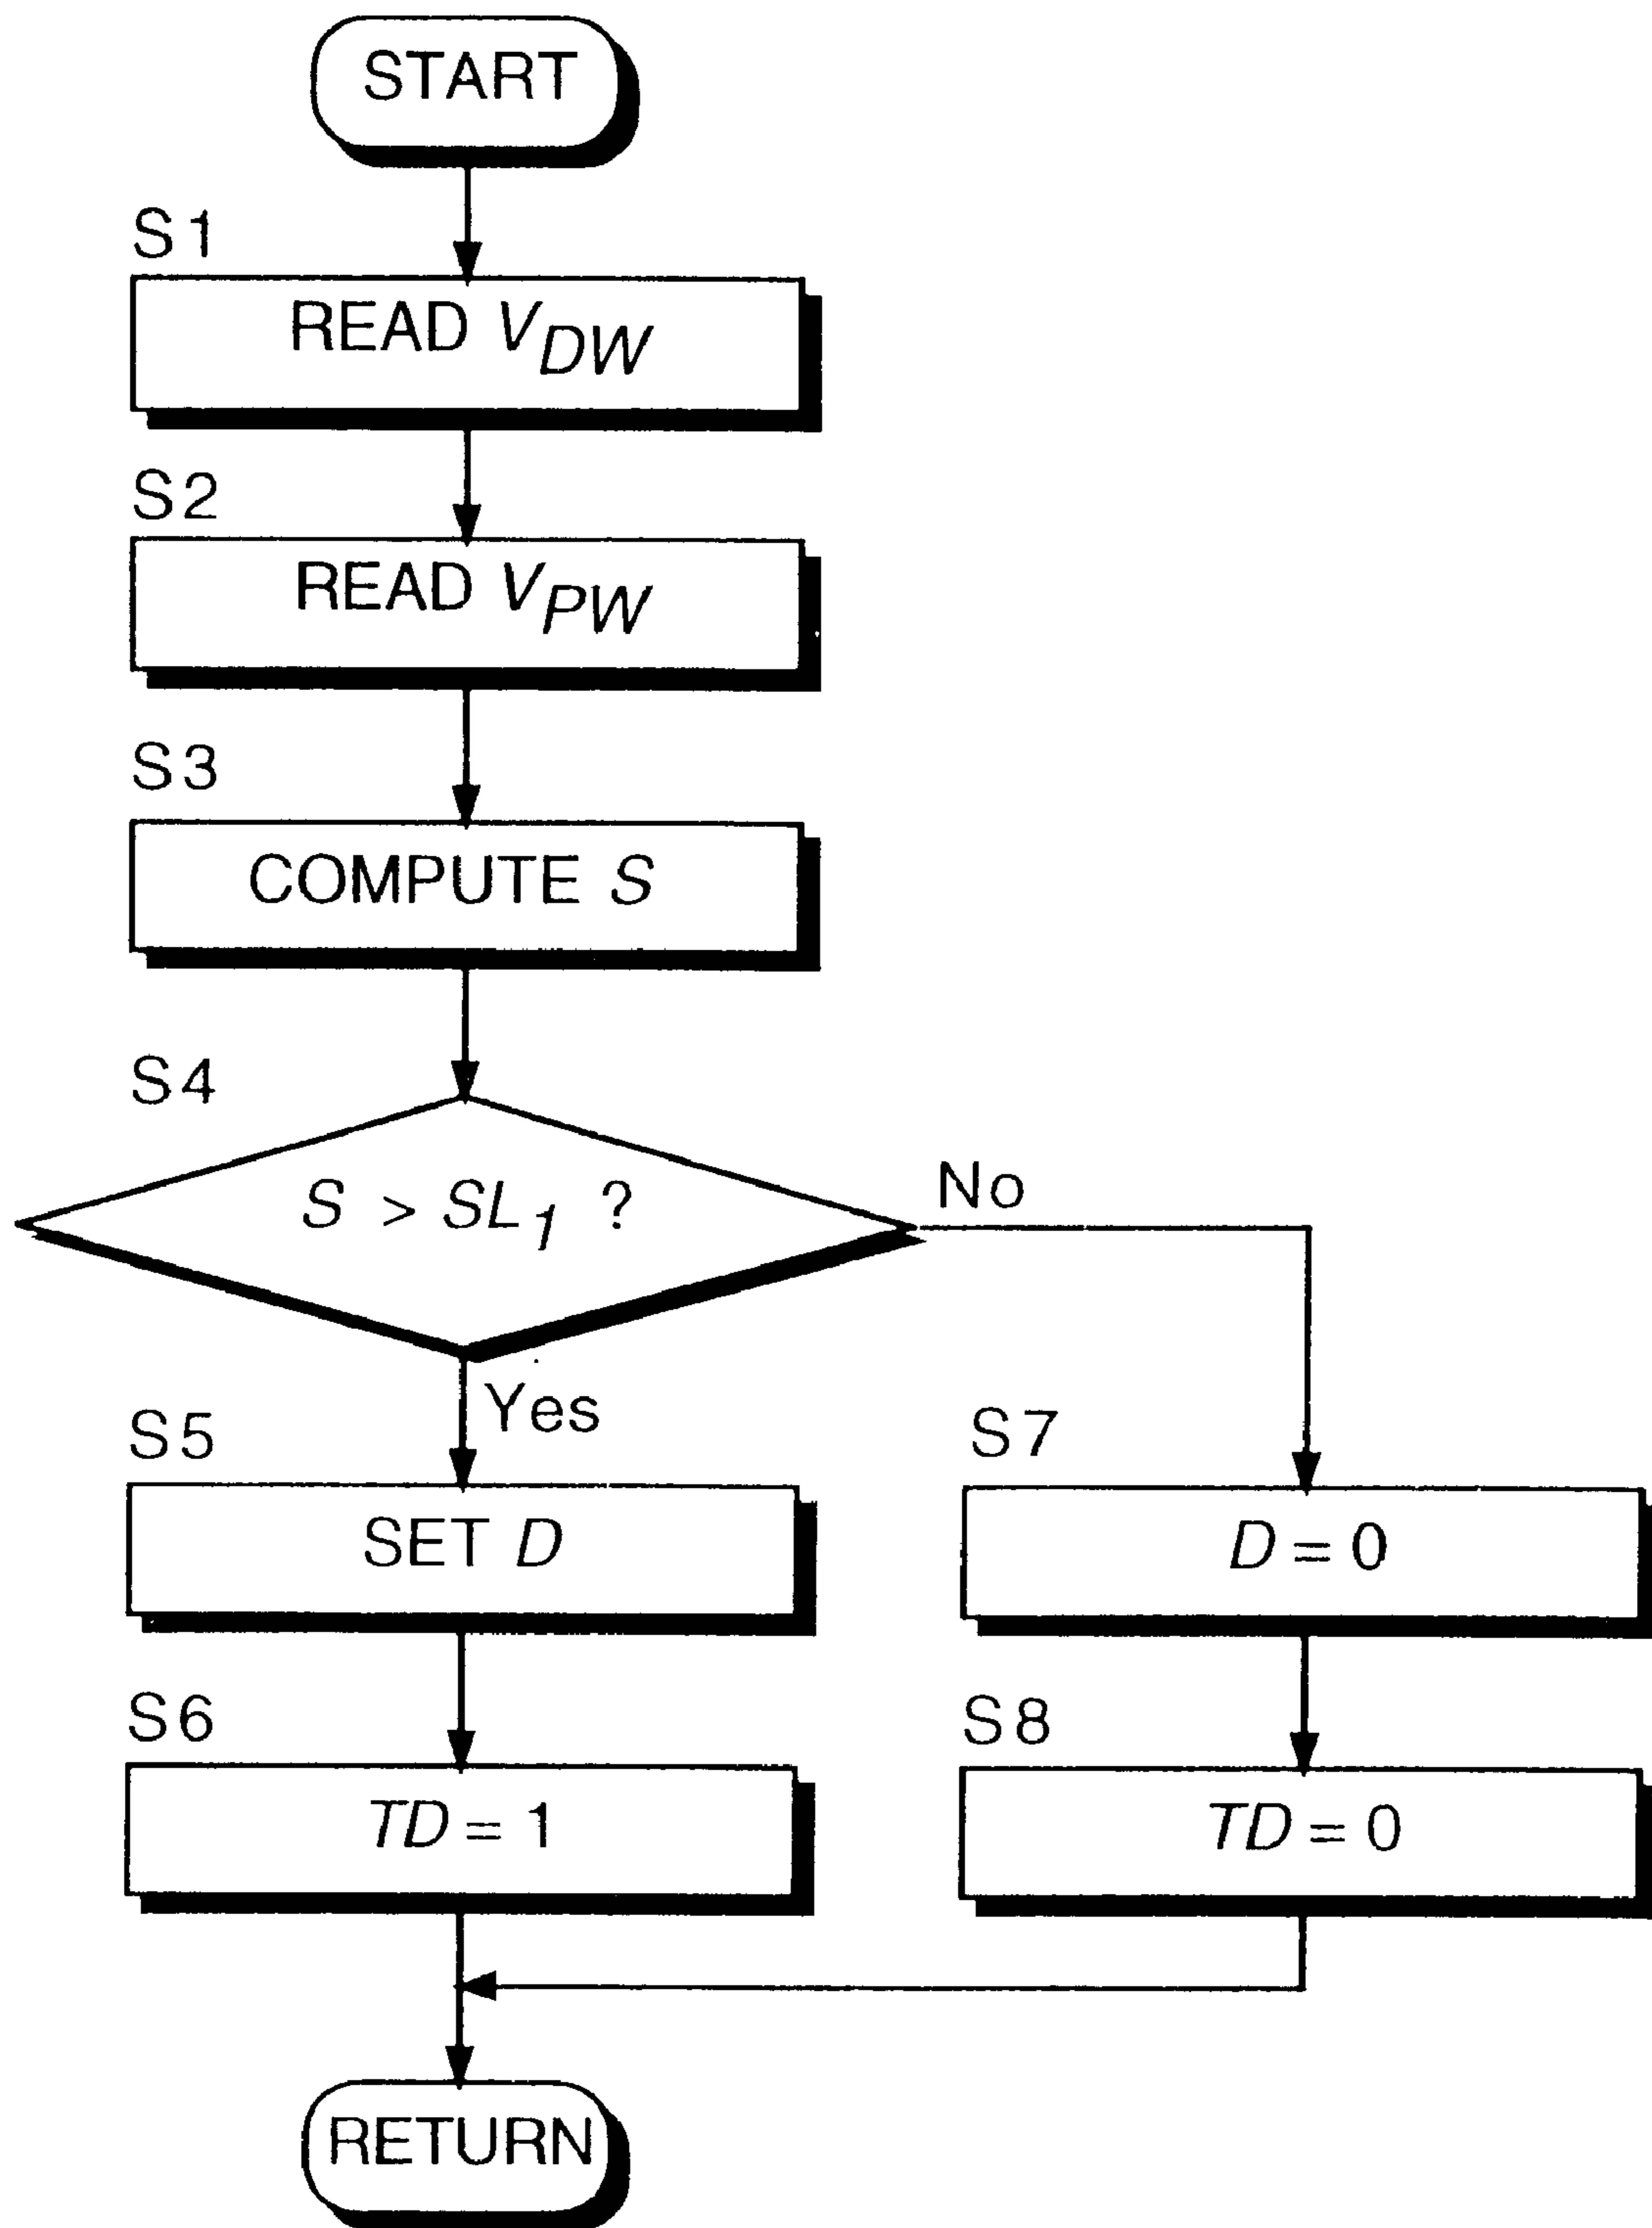 START
S1
READ V_DW
S2
READ V_PW
S3
COMPUTE S
S4
S > SL_1 ?
No
Yes
S5
SET D
S7
D = 0
S6
TD = 1
S8
TD = 0
RETURN